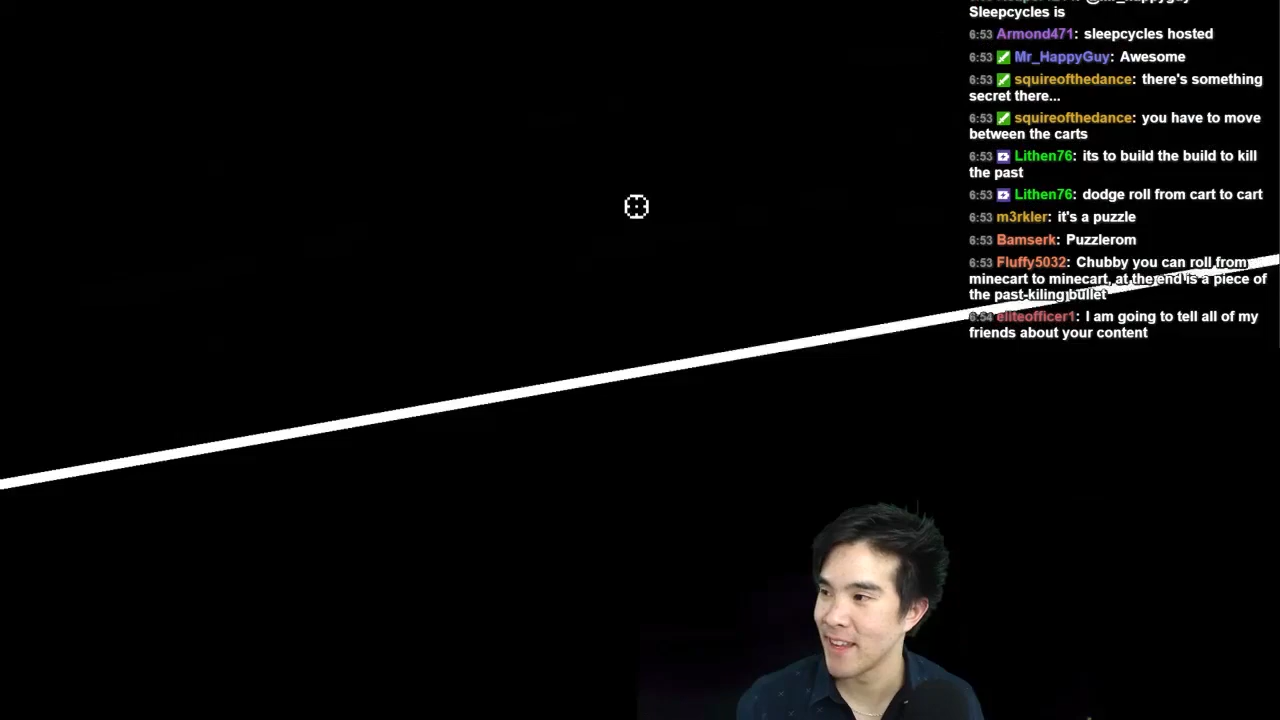 Sleepcycles is
6:53 Armond471: sleepcycles hosted
6:53 Mr_HappyGuy: Awesome
6:53 squireofthedance: there's something
secret there...
6:53 squireofthedance: you have to move
between the carts
6:53 Lithen76: its to build the build to kill
the past
6:53 Lithen76: dodge roll from cart to cart
6:53 m3rkler: it's a puzzle
6:53 Bamserk: Puzzlerom
6:53 Fluffy5032: Chubby you can roll from
minecart to minecart, at the end is a piece of
the past-kiling bullet
6:54 eliteofficer1: I am going to tell all of my
friends about your content